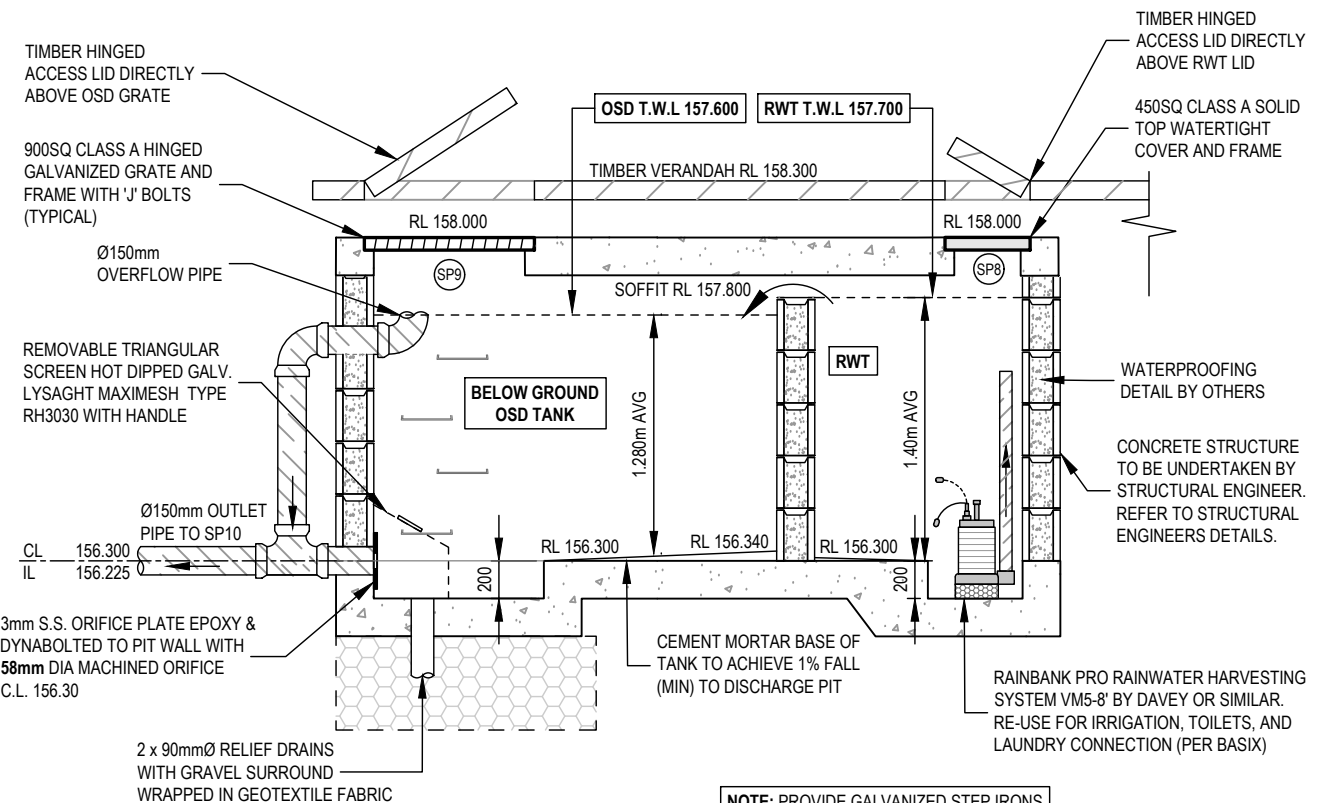 TIMBER HINGED
ACCESS LID DIRECTLY
ABOVE OSD GRATE
900SQ CLASS A HINGED
GALVANIZED GRATE AND
FRAME WITH 'J' BOLTS
(TYPICAL)
Ø150mm
OVERFLOW PIPE
REMOVABLE TRIANGULAR
SCREEN HOT DIPPED GALV.
LYSAGHT MAXIMESH TYPE
RH3030 WITH HANDLE
Ø150mm OUTLET
PIPE TO SP10
CL 156.300
IL 156.225
3mm S.S. ORIFICE PLATE EPOXY &
DYNABOLTED TO PIT WALL WITH
58mm DIA MACHINED ORIFICE
C.L. 156.30
2 x 90mmØ RELIEF DRAINS
WITH GRAVEL SURROUND
WRAPPED IN GEOTEXTILE FABRIC
OSD T.W.L 157.600
RWT T.W.L 157.700
TIMBER VERANDAH RL 158.300
RL 158.000
RL 158.000
SP9
SP8
SOFFIT RL 157.800
BELOW GROUND
OSD TANK
1.280m AVG
RWT
1.40m AVG
RL 156.300
RL 156.340
RL 156.300
200
200
CEMENT MORTAR BASE OF
TANK TO ACHIEVE 1% FALL
(MIN) TO DISCHARGE PIT
TIMBER HINGED
ACCESS LID DIRECTLY
ABOVE RWT LID
450SQ CLASS A SOLID
TOP WATERTIGHT
COVER AND FRAME
WATERPROOFING
DETAIL BY OTHERS
CONCRETE STRUCTURE
TO BE UNDERTAKEN BY
STRUCTURAL ENGINEER.
REFER TO STRUCTURAL
ENGINEERS DETAILS.
RAINBANK PRO RAINWATER HARVESTING
SYSTEM VM5-8' BY DAVEY OR SIMILAR.
RE-USE FOR IRRIGATION, TOILETS, AND
LAUNDRY CONNECTION (PER BASIX)
NOTE: PROVIDE GALVANIZED STEP IRONS